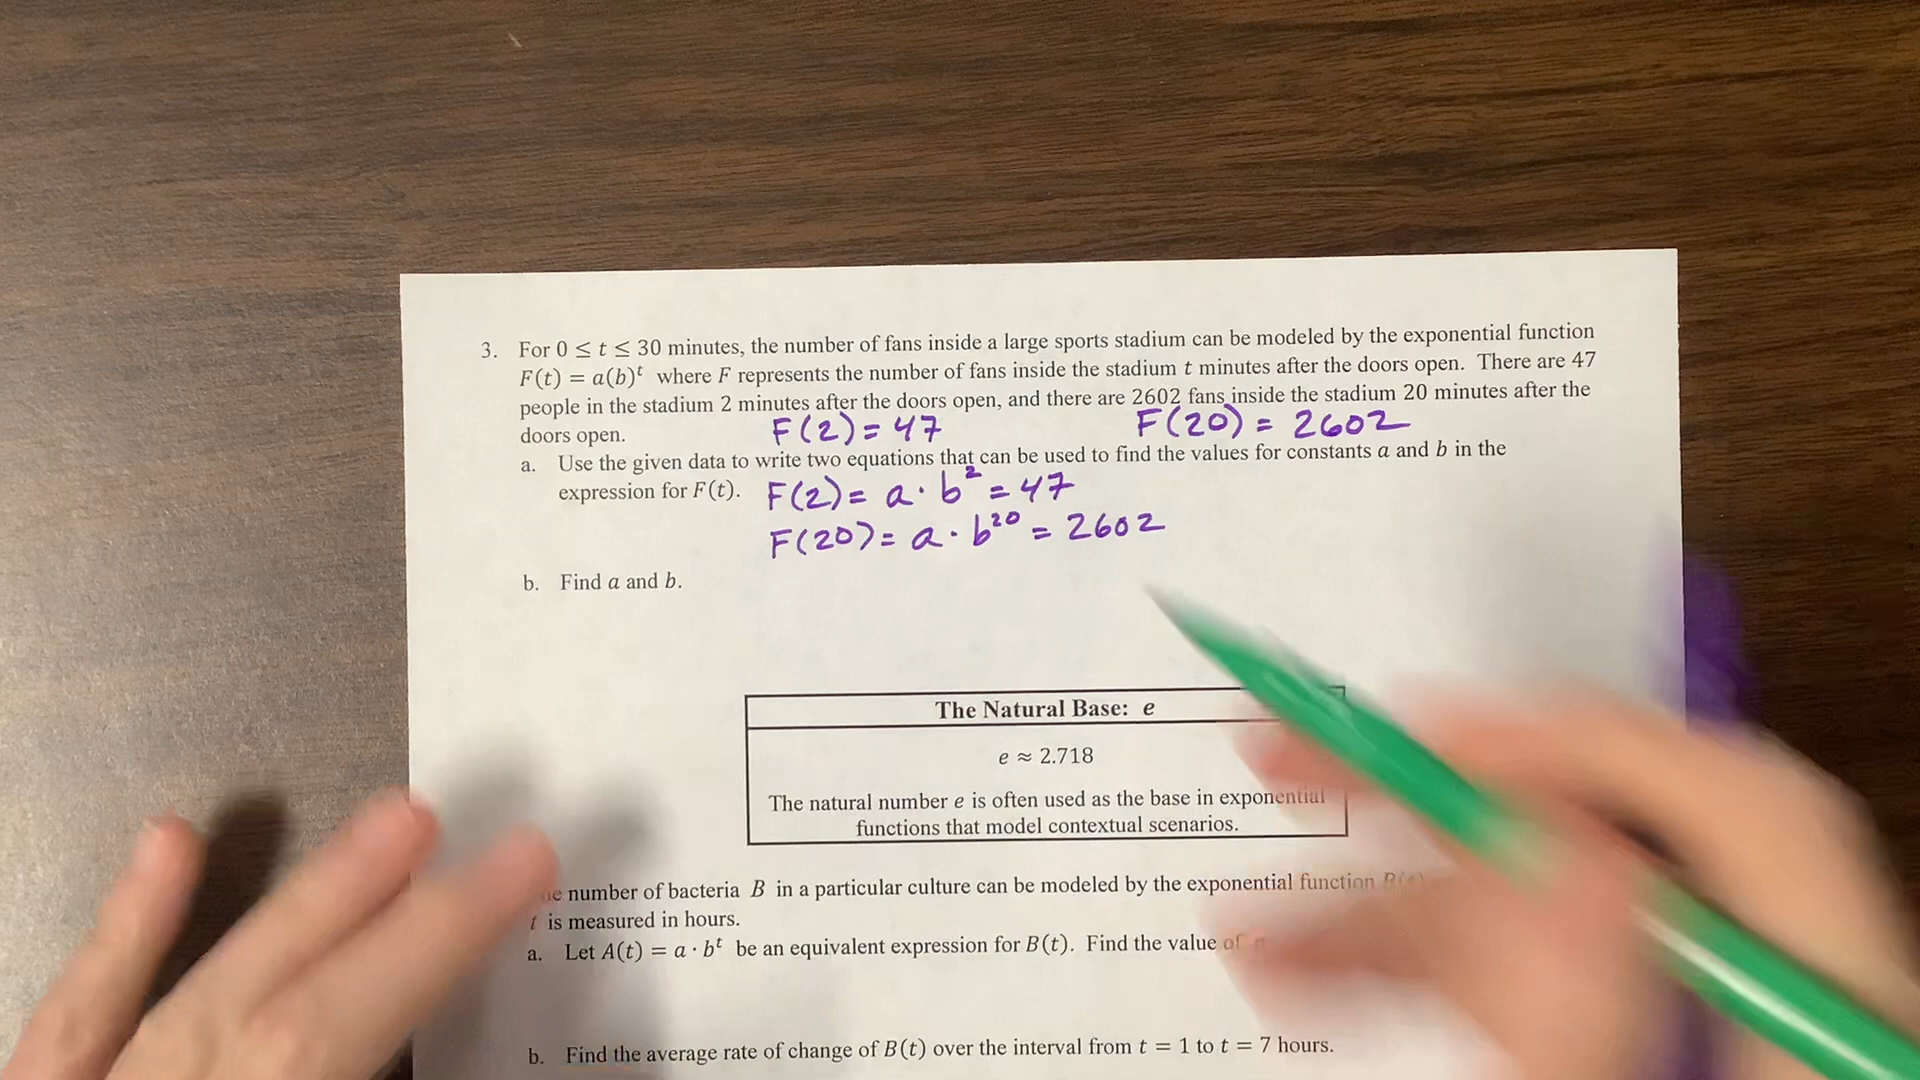 3. For 0 ≤ t ≤ 30 minutes, the number of fans inside a large sports stadium can be modeled by the exponential function
F(t) = a(b)ᵗ where F represents the number of fans inside the stadium t minutes after the doors open. There are 47
people in the stadium 2 minutes after the doors open, and there are 2602 fans inside the stadium 20 minutes after the
doors open. F(2) = 47 F(20) = 2602
a. Use the given data to write two equations that can be used to find the values for constants a and b in the
expression for F(t). F(2) = a · b² = 47
F(20) = a · b²⁰ = 2602
b. Find a and b.
The Natural Base: e
e ≈ 2.718
The natural number e is often used as the base in exponential
functions that model contextual scenarios.
number of bacteria B in a particular culture can be modeled by the exponential function
t is measured in hours.
a. Let A(t) = a · bᵗ be an equivalent expression for B(t). Find the value of
b. Find the average rate of change of B(t) over the interval from t = 1 to t = 7 hours.